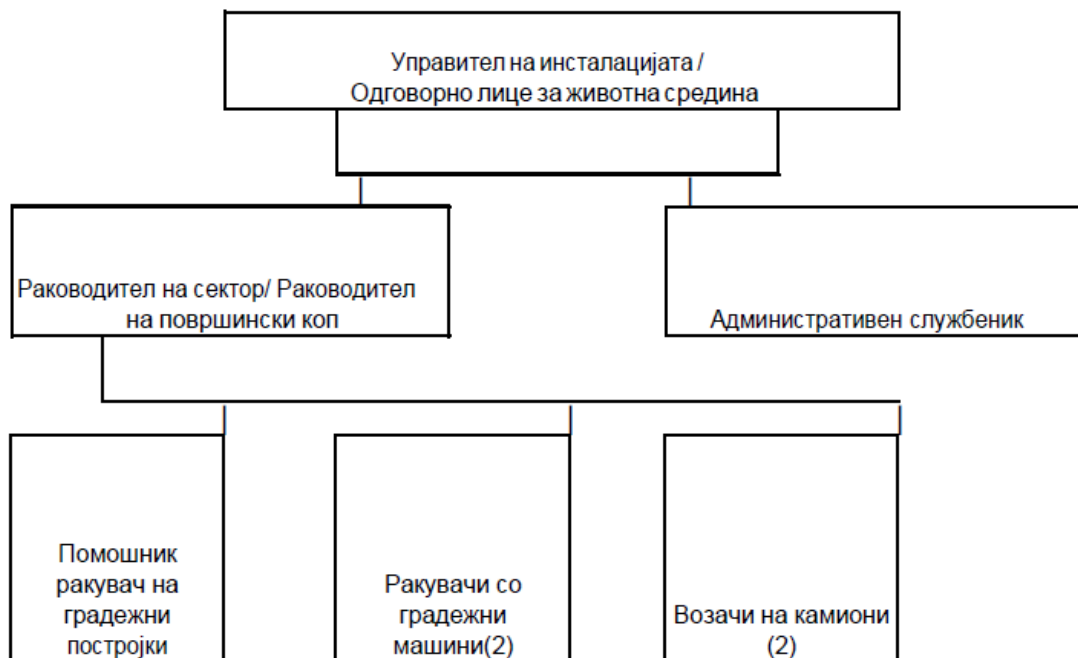 Управител на инсталацијата /
Одговорно лице за животна средина
Раководител на сектор/ Раководител
на површински коп
Административен службеник
Помошник
ракувач на
градежни
постројки
Ракувачи со
градежни
машини(2)
Возачи на камиони
(2)